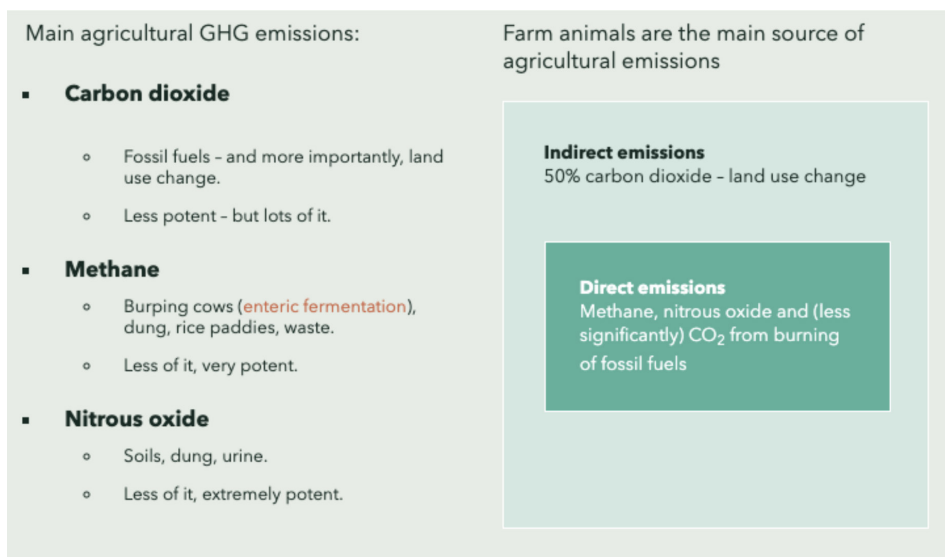 Main agricultural GHG emissions:
▪ Carbon dioxide
∘ Fossil fuels – and more importantly, land
use change.
∘ Less potent – but lots of it.
▪ Methane
∘ Burping cows (enteric fermentation),
dung, rice paddies, waste.
∘ Less of it, very potent.
▪ Nitrous oxide
∘ Soils, dung, urine.
∘ Less of it, extremely potent.
Farm animals are the main source of
agricultural emissions
Indirect emissions
50% carbon dioxide – land use change
Direct emissions
Methane, nitrous oxide and (less
significantly) CO₂ from burning
of fossil fuels